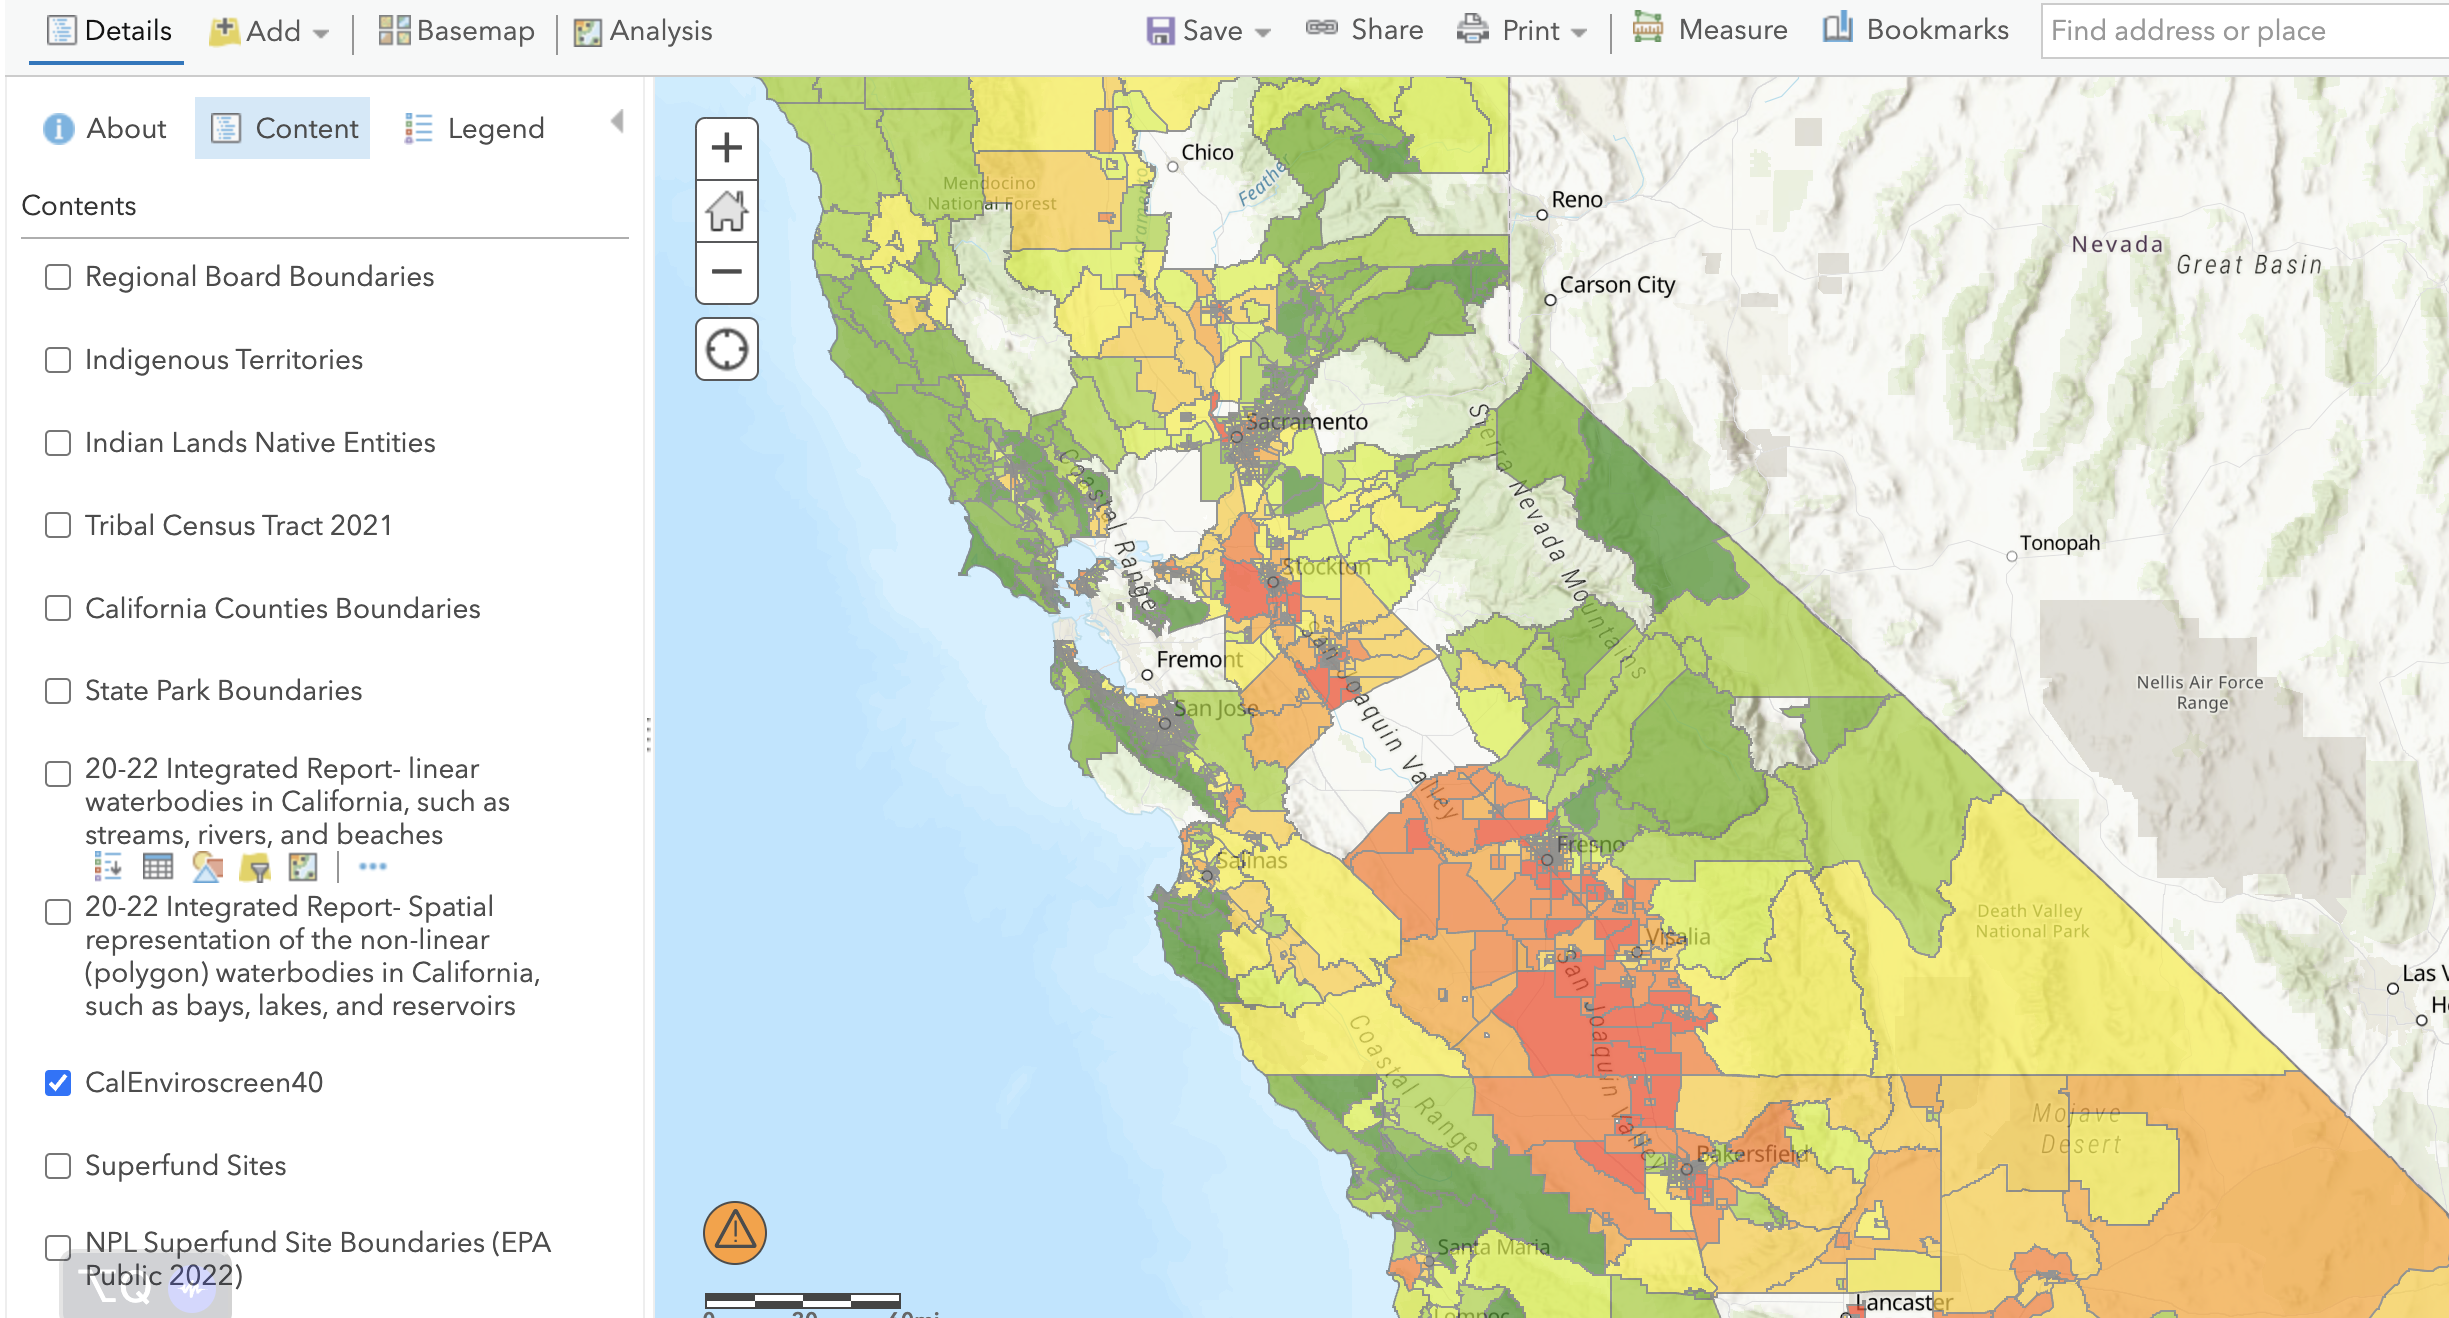 Details
Add
Basemap
Analysis
Save
Share
Print
Measure
Bookmarks
Find address or place
About
Content
Legend
Contents
Regional Board Boundaries
Indigenous Territories
Indian Lands Native Entities
Tribal Census Tract 2021
California Counties Boundaries
State Park Boundaries
20-22 Integrated Report- linear
waterbodies in California, such as
streams, rivers, and beaches
20-22 Integrated Report- Spatial
representation of the non-linear
(polygon) waterbodies in California,
such as bays, lakes, and reservoirs
CalEnviroscreen40
Superfund Sites
NPL Superfund Site Boundaries (EPA
Public 2022)
⌥Q
Chico
Mendocino
National Forest
Reno
Nevada
Great Basin
Carson City
Sacramento
Coastal Range
Sierra Nevada Mountains
Stockton
Tonopah
Fremont
San Jose
San Joaquin Valley
Nellis Air Force
Range
Fresno
Salinas
Visalia
Death Valley
National Park
Las V
San Joaquin Valley
Coastal Range
Mojave
Desert
Bakersfield
Santa Maria
Lancaster
Lompoc